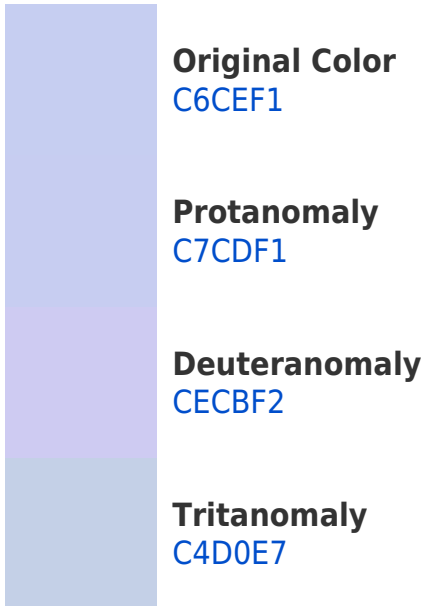 Original Color
C6CEF1
Protanomaly
C7CDF1
Deuteranomaly
CECBF2
Tritanomaly
C4D0E7